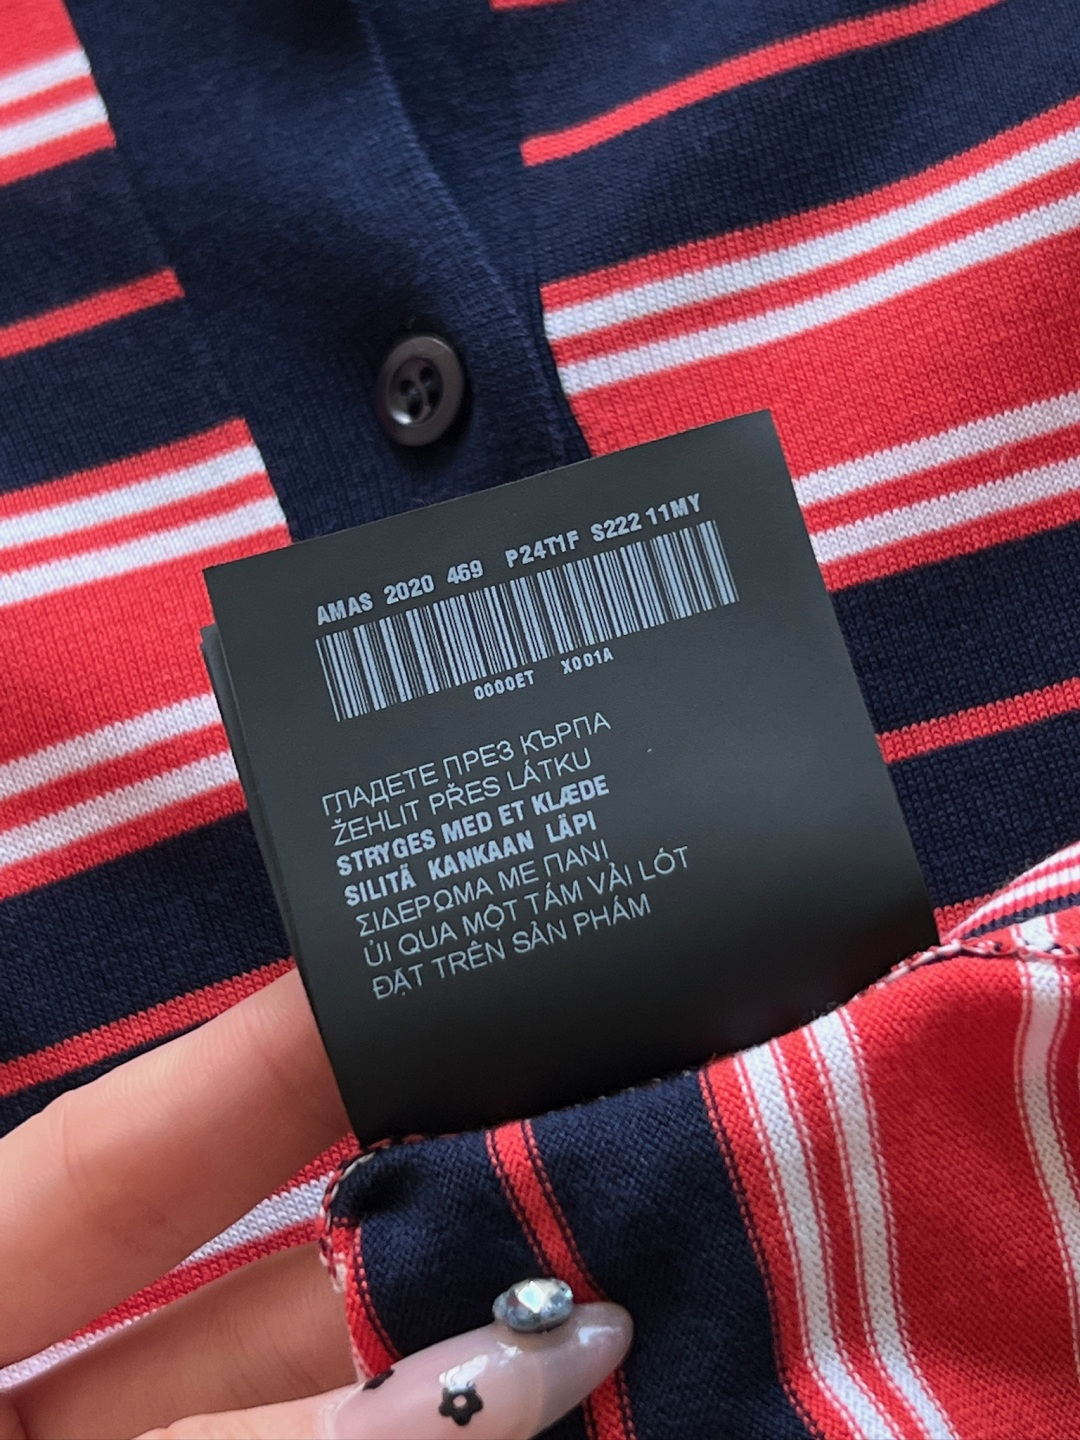 AMAS 2020 469 P24T1F S222 11MY
0000ET X001A
ГЛАДЕТЕ ПРЕЗ КЪРПА
ŽEHLIT PŘES LÁTKU
STRYGES MED ET KLÆDE
SILITÄ KANKAAN LÄPI
ΣΙΔΕΡΩΜΑ ΜΕ ΠΑΝΙ
ỦI QUA MỘT TẤM VẢI LÓT
ĐẶT TRÊN SẢN PHẨM